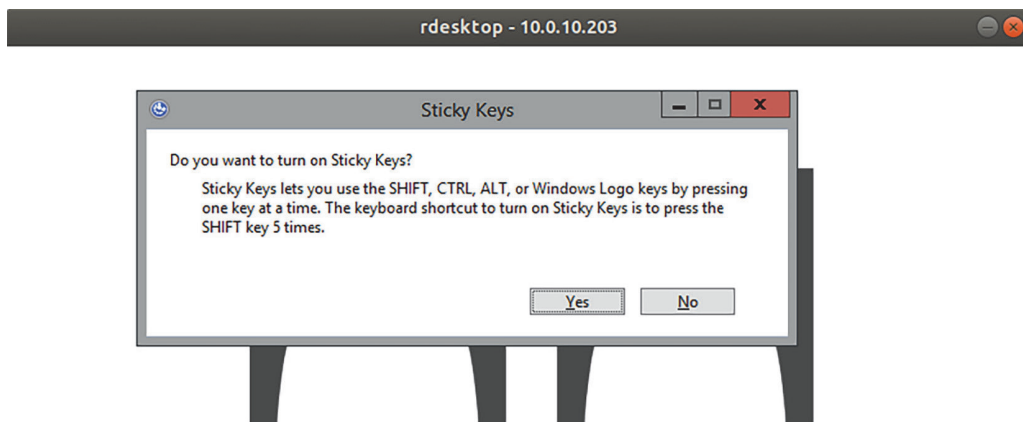 rdesktop - 10.0.10.203
Sticky Keys
Do you want to turn on Sticky Keys?
Sticky Keys lets you use the SHIFT, CTRL, ALT, or Windows Logo keys by pressing
one key at a time. The keyboard shortcut to turn on Sticky Keys is to press the
SHIFT key 5 times.
Yes No